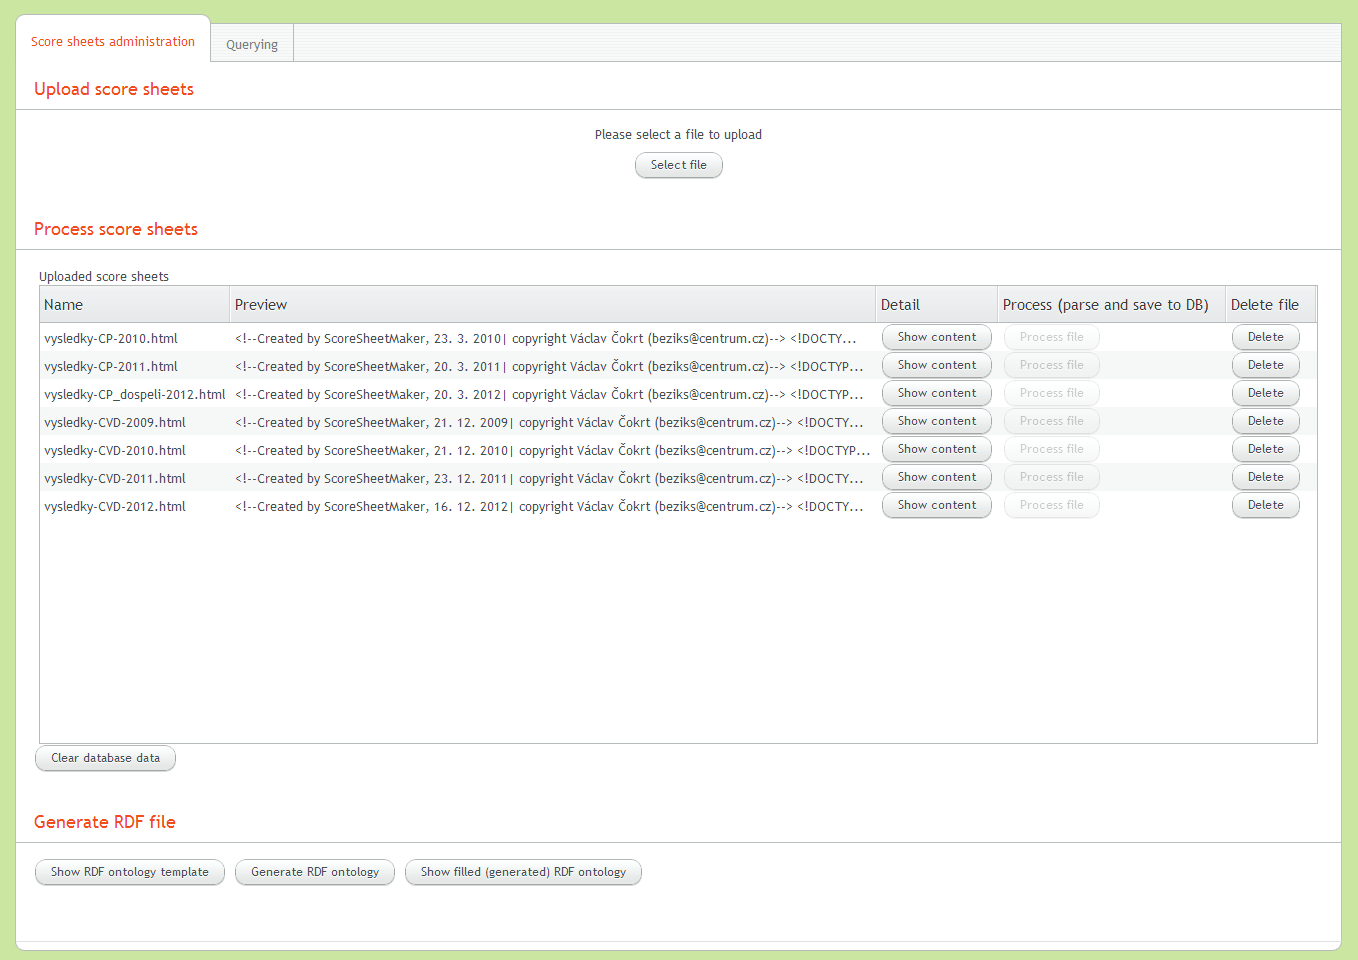 Score sheets administration
Querying
Upload score sheets
Please select a file to upload
Select file
Process score sheets
Uploaded score sheets
Name Preview Detail Process (parse and save to DB) Delete file
vysledky-CP-2010.html <!--Created by ScoreSheetMaker, 23. 3. 2010| copyright Václav Čokrt (beziks@centrum.cz)--> <!DOCTY... Show content Process file Delete
vysledky-CP-2011.html <!--Created by ScoreSheetMaker, 20. 3. 2011| copyright Václav Čokrt (beziks@centrum.cz)--> <!DOCTYP... Show content Process file Delete
vysledky-CP_dospeli-2012.html <!--Created by ScoreSheetMaker, 20. 3. 2012| copyright Václav Čokrt (beziks@centrum.cz)--> <!DOCTYP... Show content Process file Delete
vysledky-CVD-2009.html <!--Created by ScoreSheetMaker, 21. 12. 2009| copyright Václav Čokrt (beziks@centrum.cz)--> <!DOCTY... Show content Process file Delete
vysledky-CVD-2010.html <!--Created by ScoreSheetMaker, 21. 12. 2010| copyright Václav Čokrt (beziks@centrum.cz)--> <!DOCTYP... Show content Process file Delete
vysledky-CVD-2011.html <!--Created by ScoreSheetMaker, 23. 12. 2011| copyright Václav Čokrt (beziks@centrum.cz)--> <!DOCTY... Show content Process file Delete
vysledky-CVD-2012.html <!--Created by ScoreSheetMaker, 16. 12. 2012| copyright Václav Čokrt (beziks@centrum.cz)--> <!DOCTY... Show content Process file Delete
Clear database data
Generate RDF file
Show RDF ontology template Generate RDF ontology Show filled (generated) RDF ontology